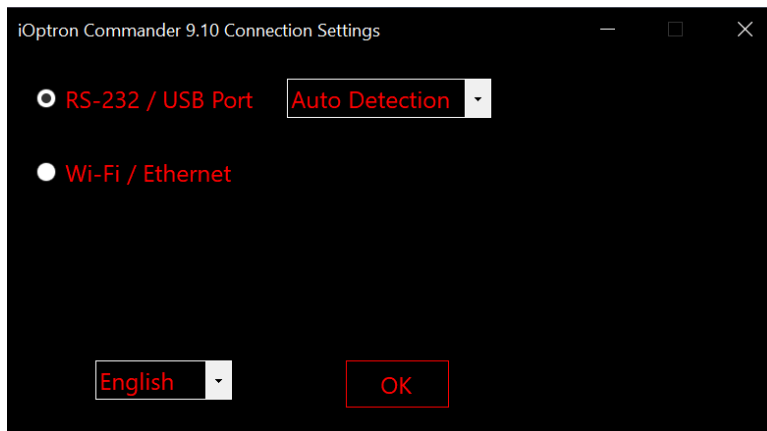 iOptron Commander 9.10 Connection Settings
RS-232 / USB Port Auto Detection
Wi-Fi / Ethernet
English OK